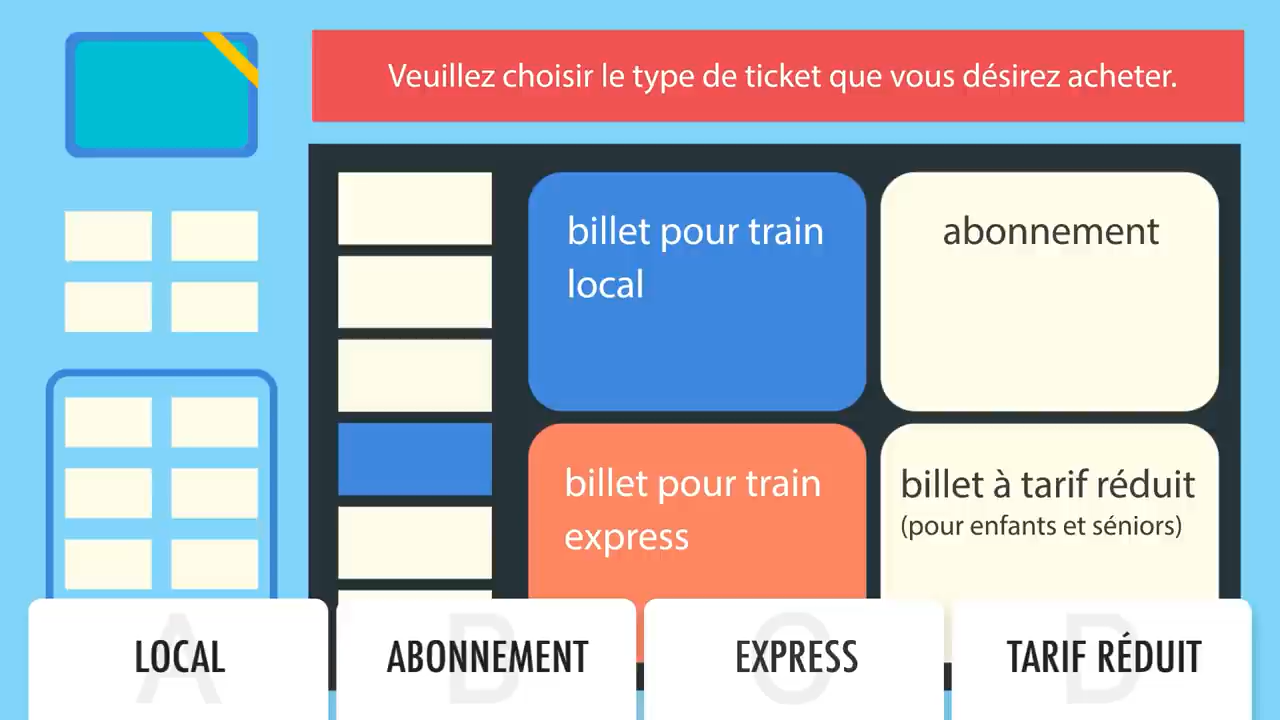 Veuillez choisir le type de ticket que vous désirez acheter.
billet pour train
local
abonnement
billet pour train
express
billet à tarif réduit
(pour enfants et séniors)
A
LOCAL
B
ABONNEMENT
C
EXPRESS
D
TARIF RÉDUIT